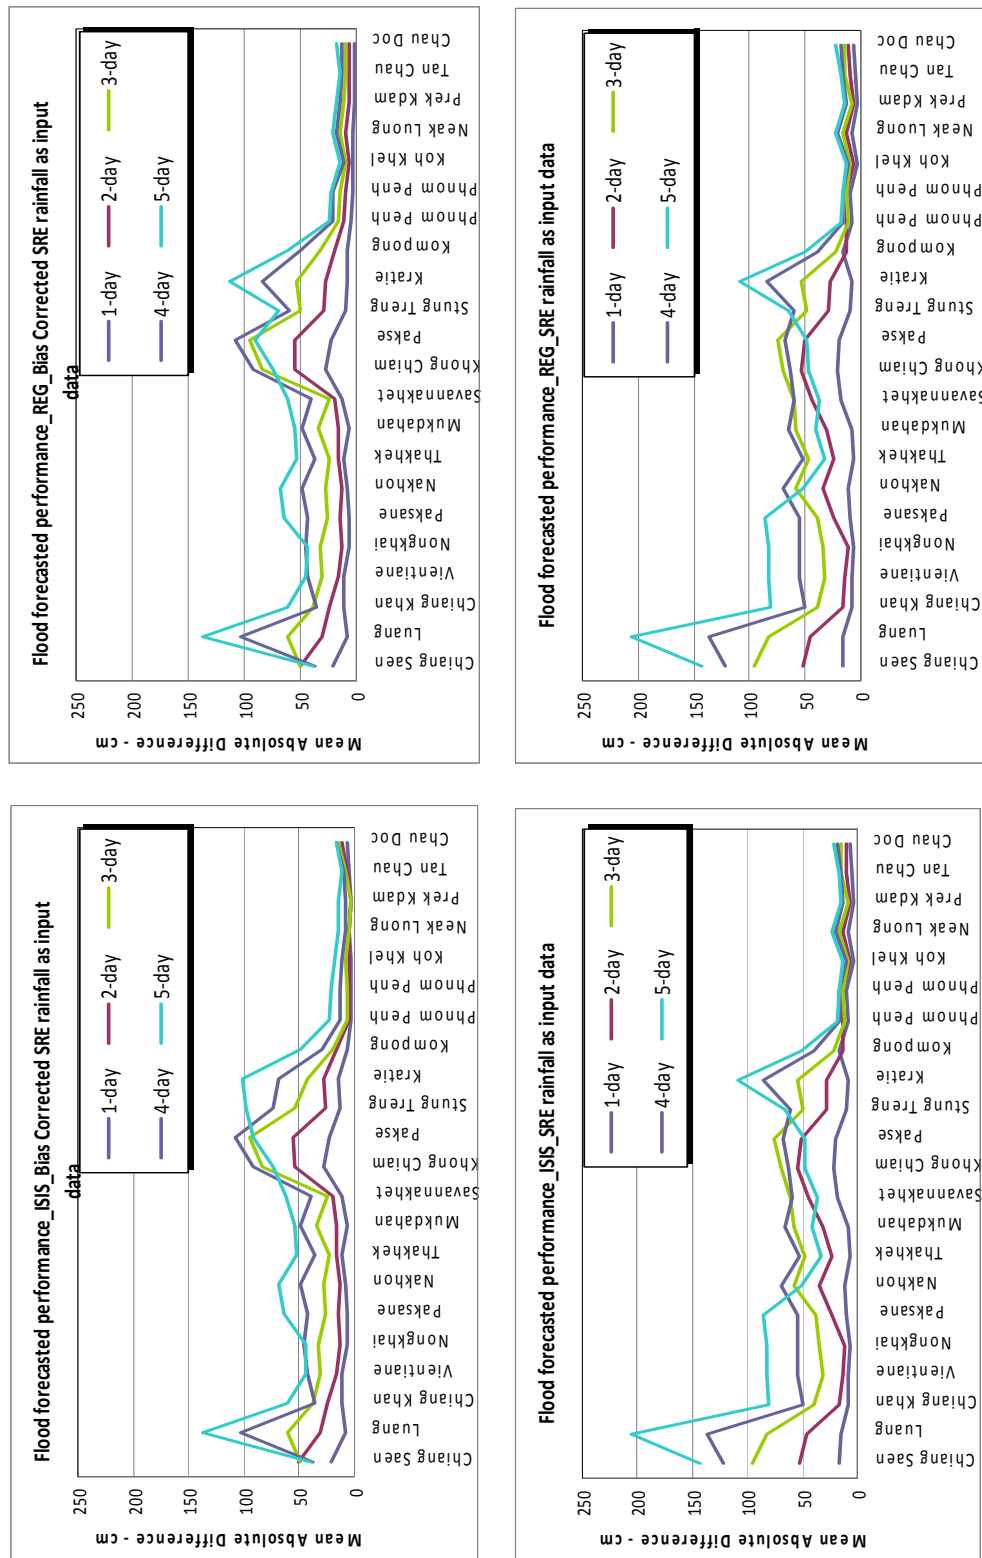 Flood forecasted performance_ISIS_Bias Corrected SRE rainfall as input
data
1-day
2-day
3-day
4-day
5-day
Mean Absolute Difference - cm
250
200
150
100
50
0
Chiang Saen
Luang
Chiang Khan
Vientiane
Nongkhai
Paksane
Nakhon
Thakhek
Mukdahan
Savannakhet
Khong Chiam
Pakse
Stung Treng
Kratie
Kompong
Phnom Penh
Phnom Penh
Koh Khel
Neak Luong
Prek Kdam
Tan Chau
Chau Doc
Flood forecasted performance_REG_Bias Corrected SRE rainfall as input
data
1-day
2-day
3-day
4-day
5-day
Mean Absolute Difference - cm
250
200
150
100
50
0
Chiang Saen
Luang
Chiang Khan
Vientiane
Nongkhai
Paksane
Nakhon
Thakhek
Mukdahan
Savannakhet
Khong Chiam
Pakse
Stung Treng
Kratie
Kompong
Phnom Penh
Phnom Penh
Koh Khel
Neak Luong
Prek Kdam
Tan Chau
Chau Doc
Flood forecasted performance_ISIS_SRE rainfall as input data
1-day
2-day
3-day
4-day
5-day
Mean Absolute Difference - cm
250
200
150
100
50
0
Chiang Saen
Luang
Chiang Khan
Vientiane
Nongkhai
Paksane
Nakhon
Thakhek
Mukdahan
Savannakhet
Khong Chiam
Pakse
Stung Treng
Kratie
Kompong
Phnom Penh
Phnom Penh
Koh Khel
Neak Luong
Prek Kdam
Tan Chau
Chau Doc
Flood forecasted performance_REG_SRE rainfall as input data
1-day
2-day
3-day
4-day
5-day
Mean Absolute Difference - cm
250
200
150
100
50
0
Chiang Saen
Luang
Chiang Khan
Vientiane
Nongkhai
Paksane
Nakhon
Thakhek
Mukdahan
Savannakhet
Khong Chiam
Pakse
Stung Treng
Kratie
Kompong
Phnom Penh
Phnom Penh
Koh Khel
Neak Luong
Prek Kdam
Tan Chau
Chau Doc